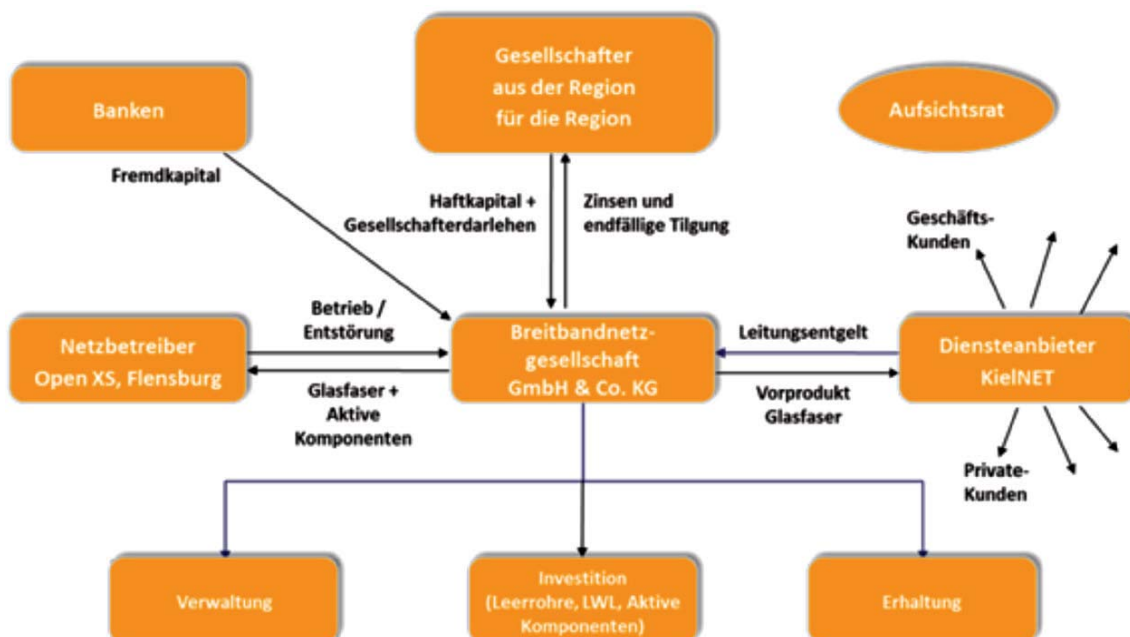 Gesellschafter
aus der Region
für die Region
Banken
Aufsichtsrat
Fremdkapital
Haftkapital +
Gesellschafterdarlehen
Zinsen und
endfällige Tilgung
Geschäfts-
Kunden
Betrieb /
Entstörung
Netzbetreiber
Open XS, Flensburg
Breitbandnetz-
gesellschaft
GmbH & Co. KG
Leitungsentgelt
Diensteanbieter
KielNET
Glasfaser +
Aktive
Komponenten
Vorprodukt
Glasfaser
Private-
Kunden
Verwaltung
Investition
(Leerrohre, LWL, Aktive
Komponenten)
Erhaltung